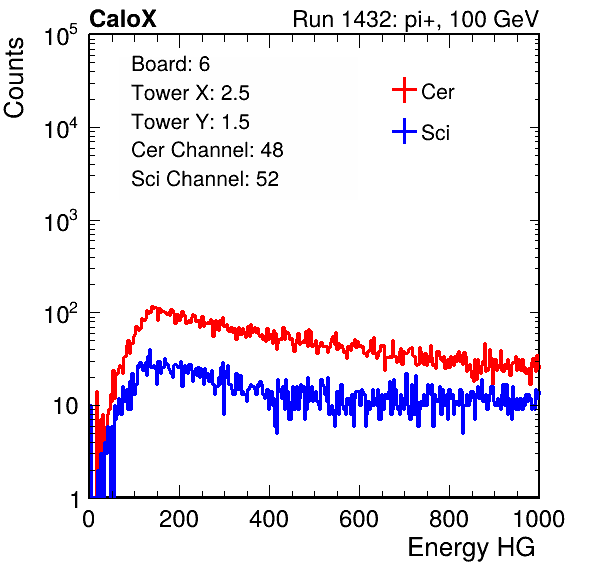 CaloX Run 1432: pi+, 100 GeV
Counts
Board: 6
Tower X: 2.5
Tower Y: 1.5
Cer Channel: 48
Sci Channel: 52
Cer
Sci
10^5
10^4
10^3
10^2
10
1
0 200 400 600 800 1000
Energy HG